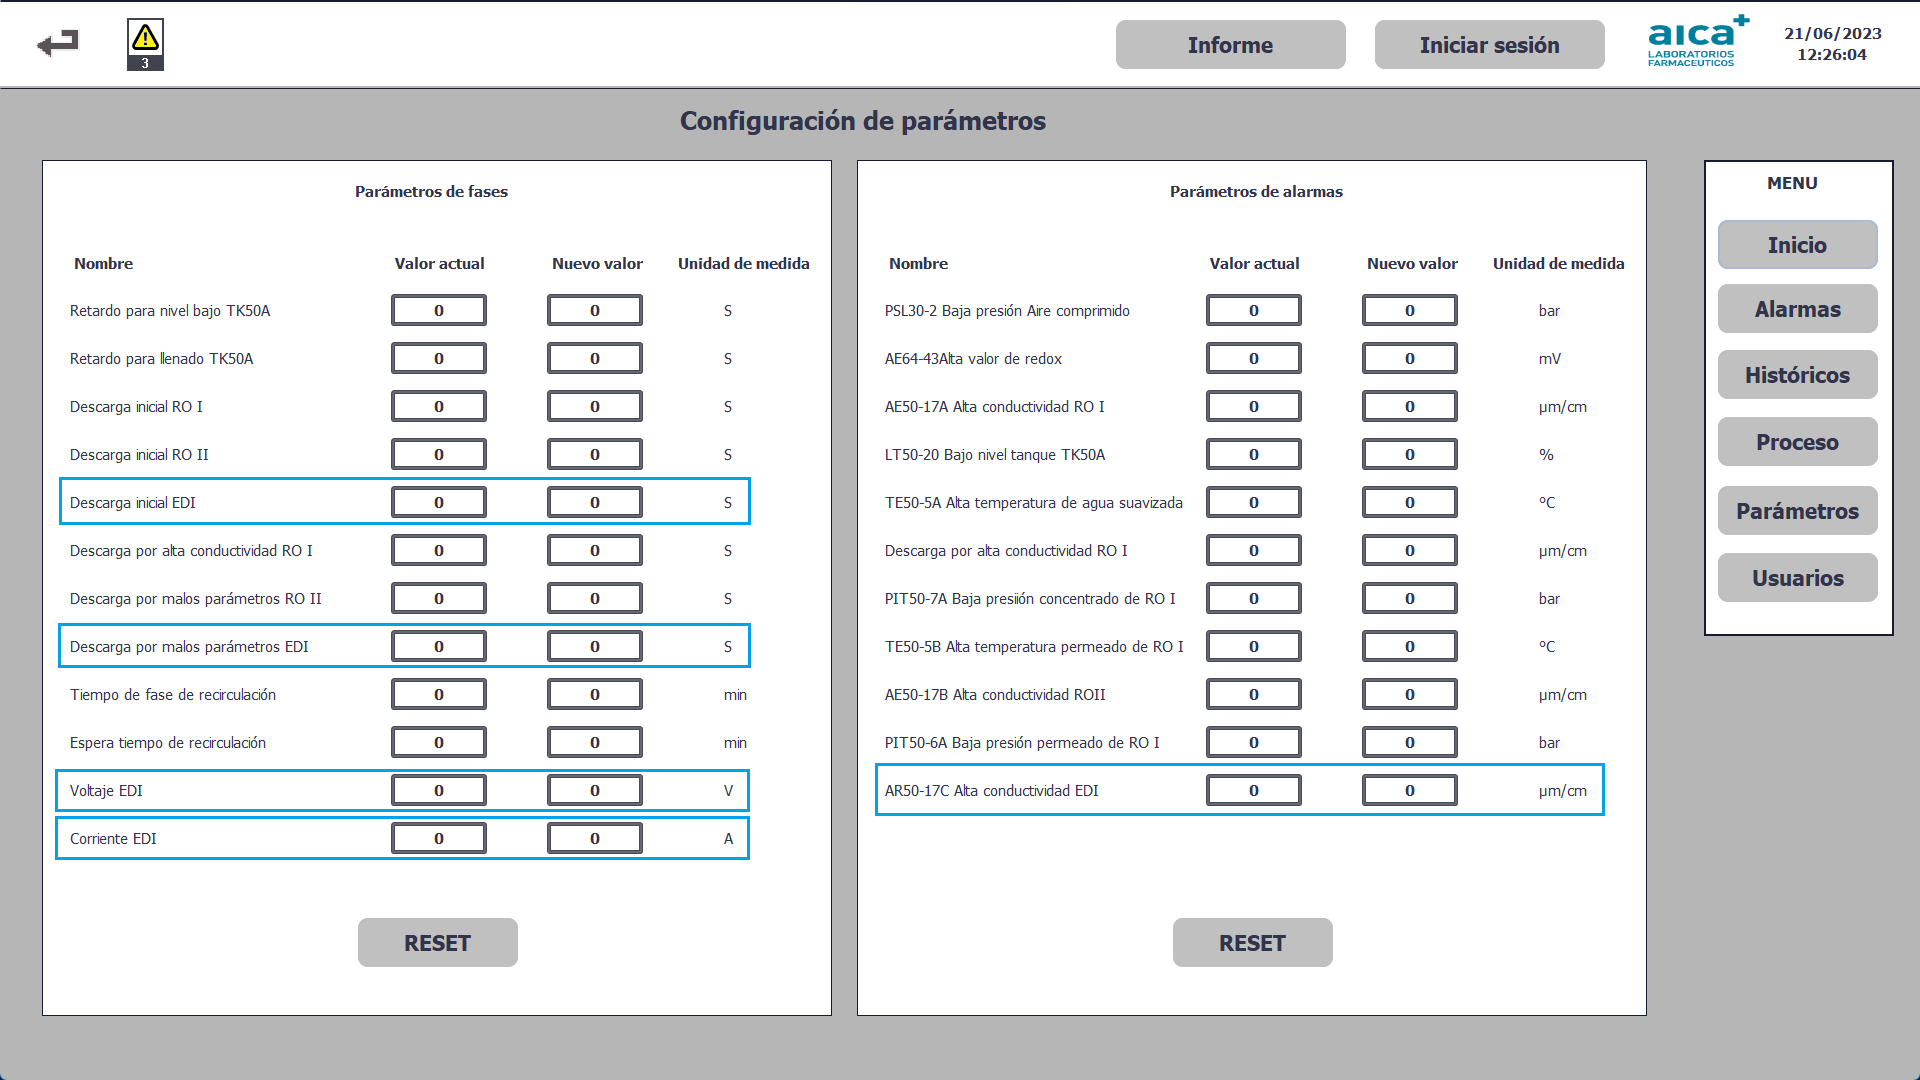 3
Informe
Iniciar sesión
aica+
LABORATORIOS
FARMACEUTICOS
21/06/2023
12:26:04
Configuración de parámetros
Parámetros de fases
Nombre Valor actual Nuevo valor Unidad de medida
Retardo para nivel bajo TK50A 0 0 S
Retardo para llenado TK50A 0 0 S
Descarga inicial RO I 0 0 S
Descarga inicial RO II 0 0 S
Descarga inicial EDI 0 0 S
Descarga por alta conductividad RO I 0 0 S
Descarga por malos parámetros RO II 0 0 S
Descarga por malos parámetros EDI 0 0 S
Tiempo de fase de recirculación 0 0 min
Espera tiempo de recirculación 0 0 min
Voltaje EDI 0 0 V
Corriente EDI 0 0 A
RESET
Parámetros de alarmas
Nombre Valor actual Nuevo valor Unidad de medida
PSL30-2 Baja presión Aire comprimido 0 0 bar
AE64-43Alta valor de redox 0 0 mV
AE50-17A Alta conductividad RO I 0 0 µm/cm
LT50-20 Bajo nivel tanque TK50A 0 0 %
TE50-5A Alta temperatura de agua suavizada 0 0 °C
Descarga por alta conductividad RO I 0 0 µm/cm
PIT50-7A Baja presiión concentrado de RO I 0 0 bar
TE50-5B Alta temperatura permeado de RO I 0 0 °C
AE50-17B Alta conductividad ROII 0 0 µm/cm
PIT50-6A Baja presión permeado de RO I 0 0 bar
AR50-17C Alta conductividad EDI 0 0 µm/cm
RESET
MENU
Inicio
Alarmas
Históricos
Proceso
Parámetros
Usuarios